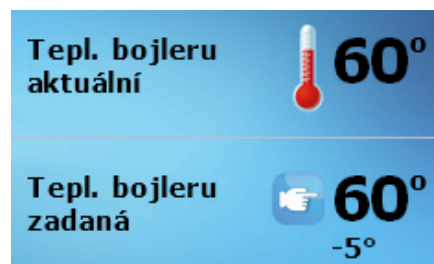 Tepl. bojleru
aktuální
60°
Tepl. bojleru
zadaná
60°
-5°